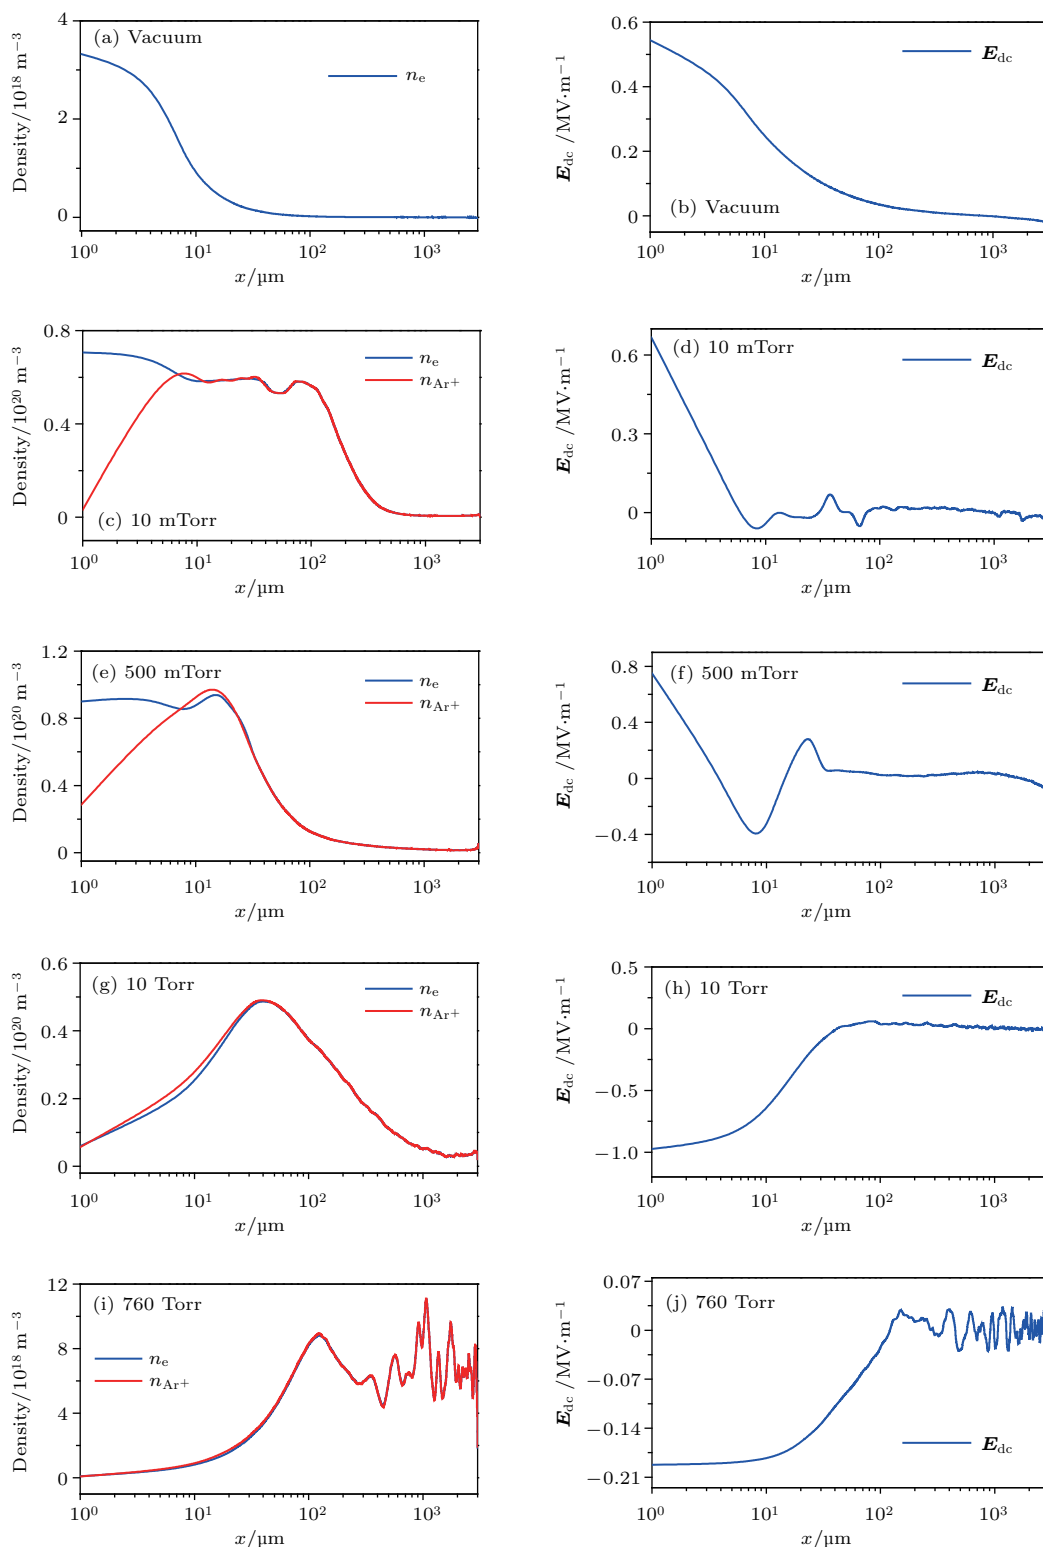 (a) Vacuum
n_e
Density/10^18 m^−3
4
2
0
10^0 10^1 10^2 10^3
x/µm
(b) Vacuum
E_dc
E_dc /MV·m^−1
0.6
0.4
0.2
0
10^0 10^1 10^2 10^3
x/µm
(c) 10 mTorr
n_e
n_Ar+
Density/10^20 m^−3
0.8
0.4
0
10^0 10^1 10^2 10^3
x/µm
(d) 10 mTorr
E_dc
E_dc /MV·m^−1
0.6
0.3
0
10^0 10^1 10^2 10^3
x/µm
(e) 500 mTorr
n_e
n_Ar+
Density/10^20 m^−3
1.2
0.8
0.4
0
10^0 10^1 10^2 10^3
x/µm
(f) 500 mTorr
E_dc
E_dc /MV·m^−1
0.8
0.4
0
−0.4
10^0 10^1 10^2 10^3
x/µm
(g) 10 Torr
n_e
n_Ar+
Density/10^20 m^−3
0.6
0.4
0.2
0
10^0 10^1 10^2 10^3
x/µm
(h) 10 Torr
E_dc
E_dc /MV·m^−1
0.5
0
−0.5
−1.0
10^0 10^1 10^2 10^3
x/µm
(i) 760 Torr
n_e
n_Ar+
Density/10^18 m^−3
12
8
4
0
10^0 10^1 10^2 10^3
x/µm
(j) 760 Torr
E_dc
E_dc /MV·m^−1
0.07
0
−0.07
−0.14
−0.21
10^0 10^1 10^2 10^3
x/µm